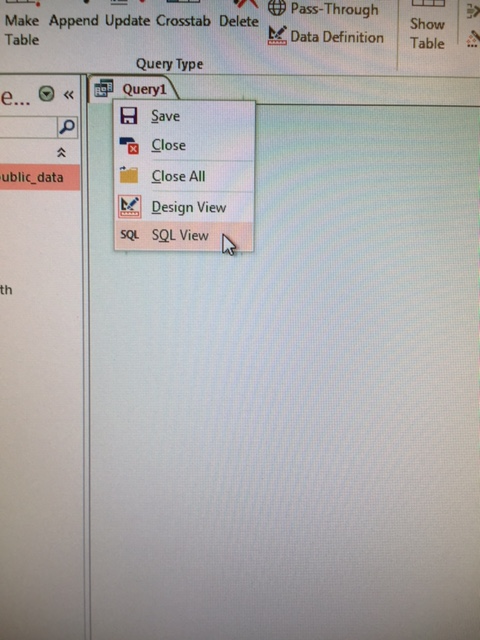 Pass-Through
Make Append Update Crosstab Delete
Table
Data Definition
Show
Table
Query Type
e... «
Query1
Save
Close
ublic_data
Close All
Design View
SQL SQL View
th